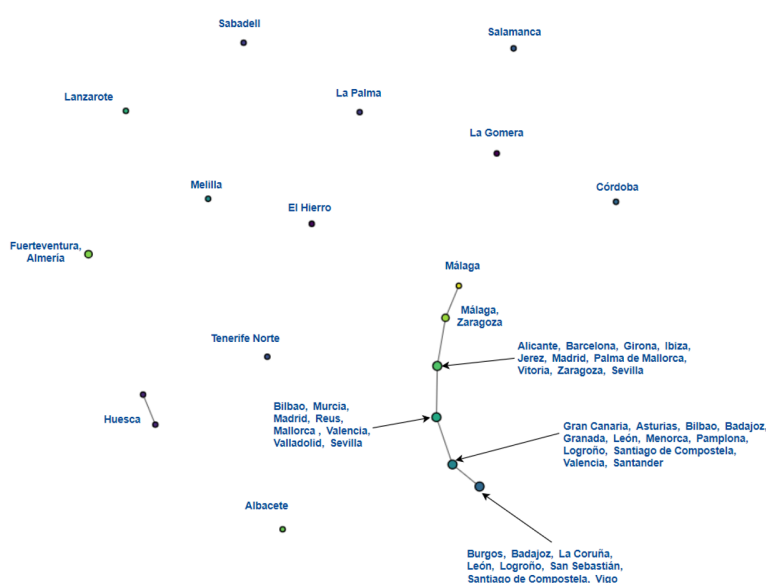 Sabadell
Salamanca
Lanzarote
La Palma
La Gomera
Melilla
Córdoba
El Hierro
Fuerteventura,
Almería
Málaga
Málaga,
Zaragoza
Tenerife Norte
Alicante, Barcelona, Girona, Ibiza,
Jerez, Madrid, Palma de Mallorca,
Vitoria, Zaragoza, Sevilla
Huesca
Bilbao, Murcia,
Madrid, Reus,
Mallorca , Valencia,
Valladolid, Sevilla
Gran Canaria, Asturias, Bilbao, Badajoz,
Granada, León, Menorca, Pamplona,
Logroño, Santiago de Compostela,
Valencia, Santander
Albacete
Burgos, Badajoz, La Coruña,
León, Logroño, San Sebastián,
Santiago de Compostela, Vigo